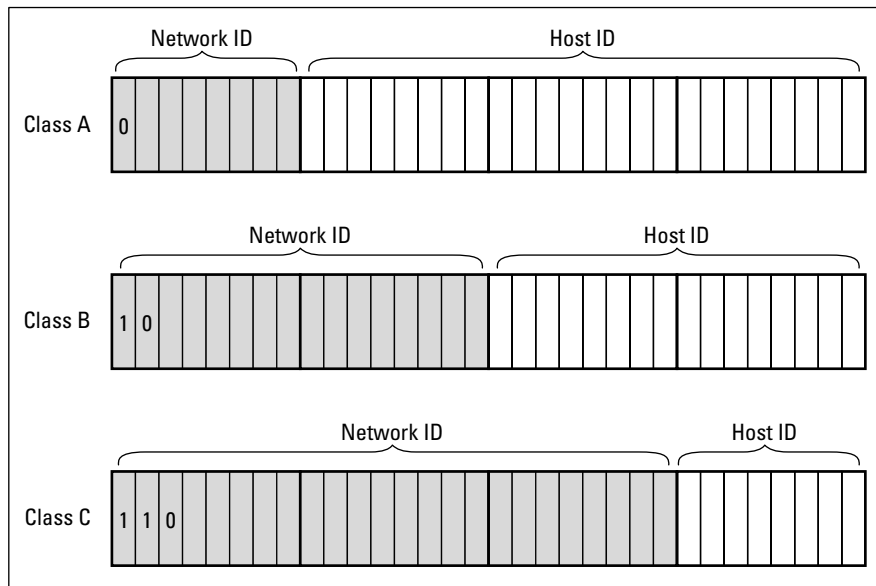 Network ID Host ID
Class A 0
Network ID Host ID
Class B 1 0
Network ID Host ID
Class C 1 1 0